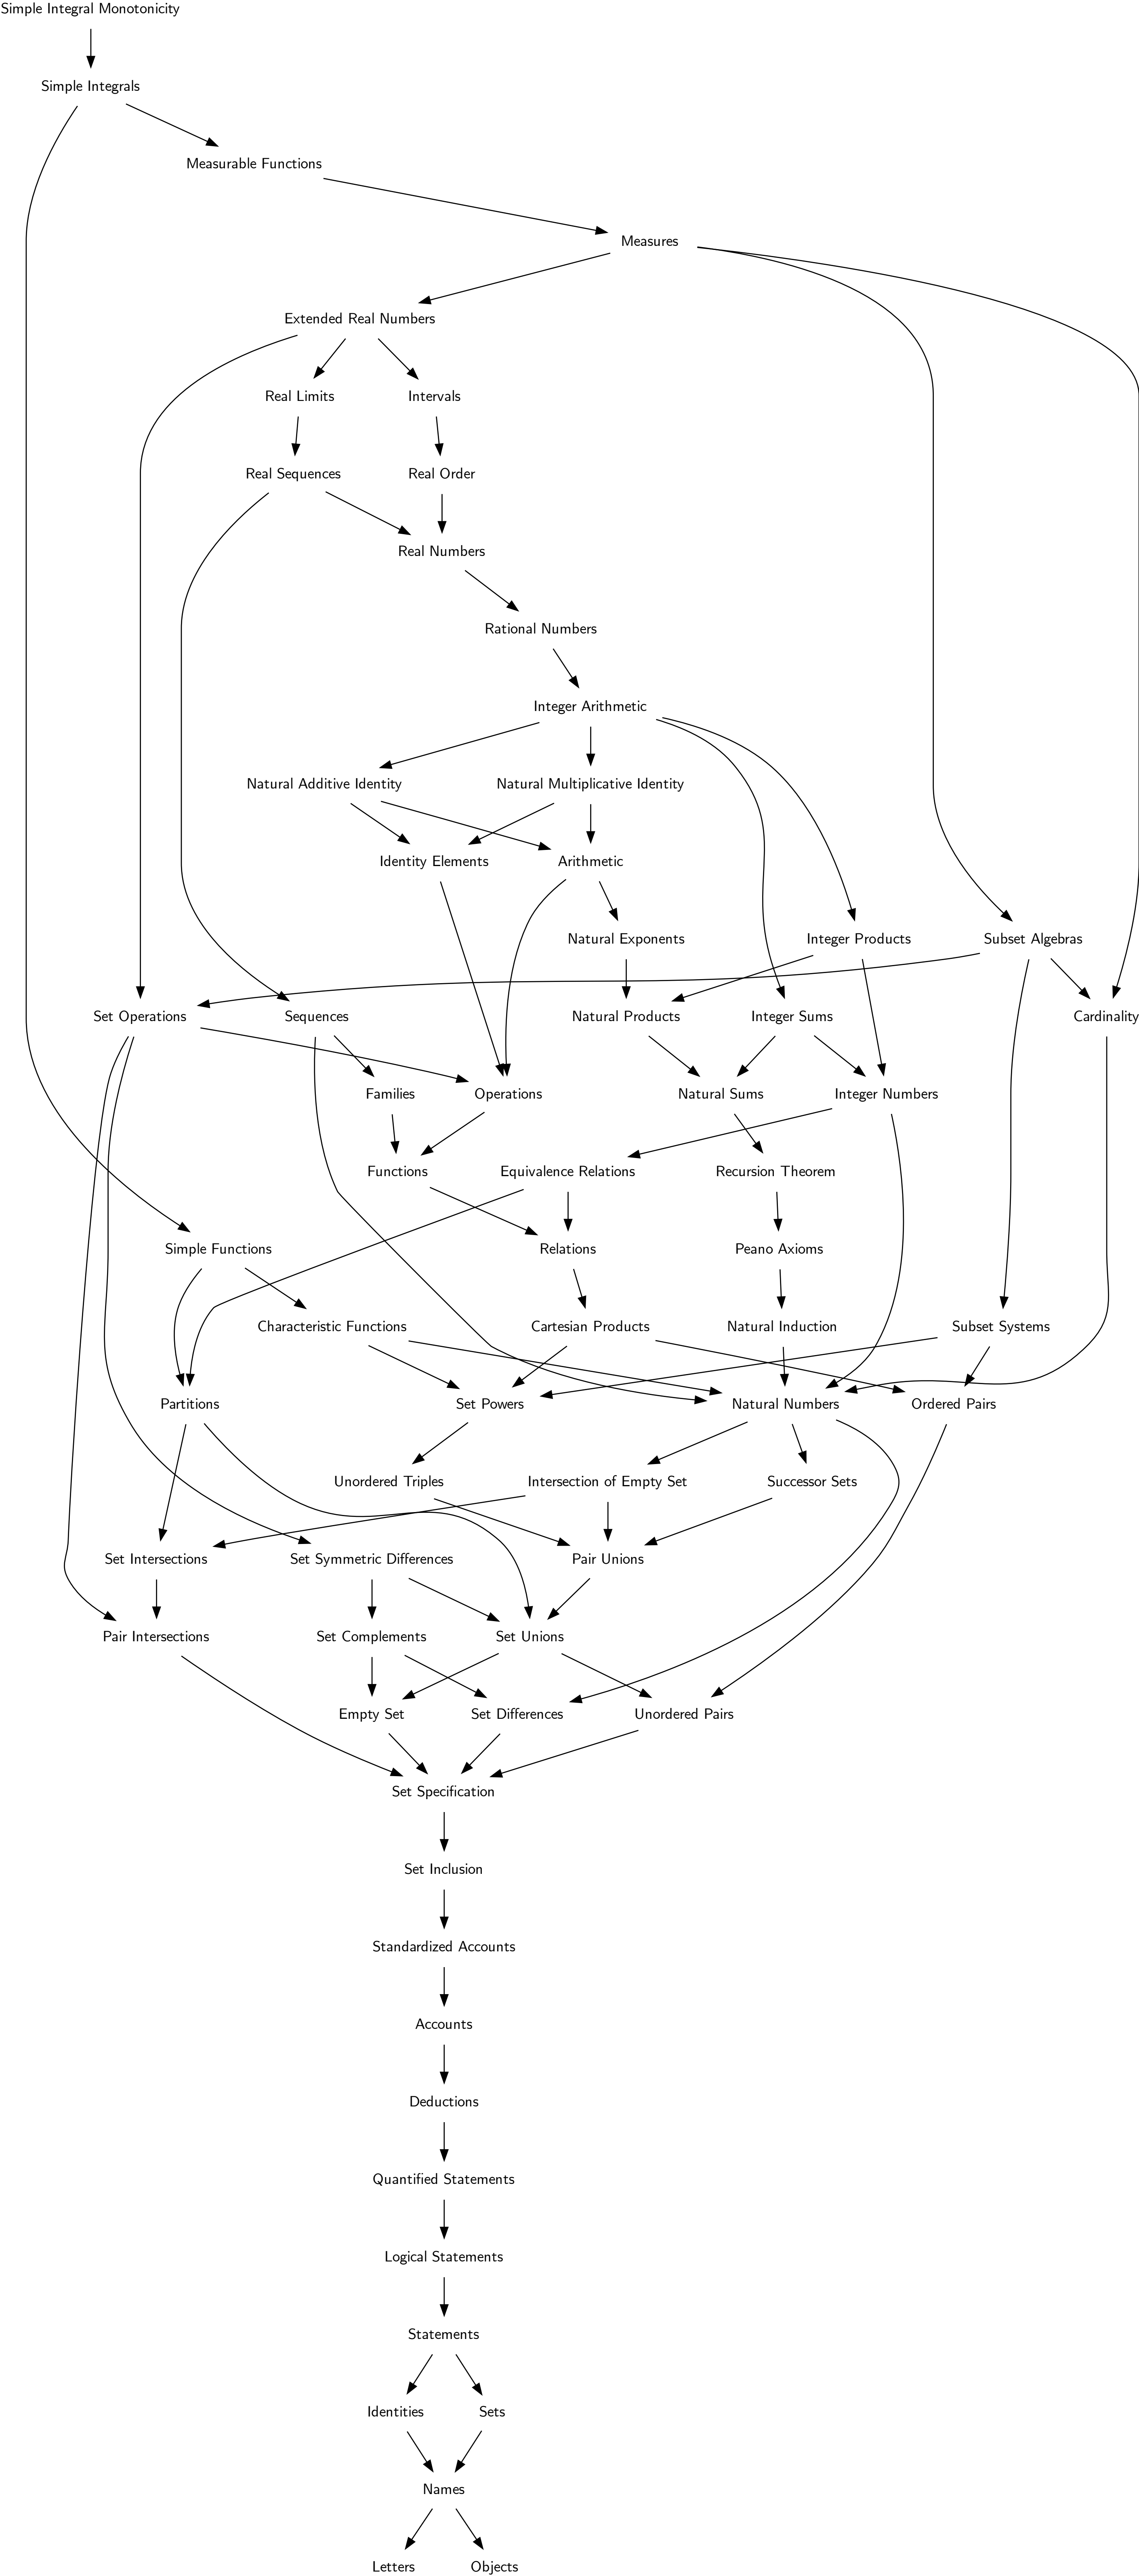 Simple Integral Monotonicity
Simple Integrals
Measurable Functions
Measures
Extended Real Numbers
Real Limits
Intervals
Real Sequences
Real Order
Real Numbers
Rational Numbers
Integer Arithmetic
Natural Additive Identity
Natural Multiplicative Identity
Identity Elements
Arithmetic
Natural Exponents
Integer Products
Subset Algebras
Set Operations
Sequences
Natural Products
Integer Sums
Cardinality
Families
Operations
Natural Sums
Integer Numbers
Functions
Equivalence Relations
Recursion Theorem
Simple Functions
Relations
Peano Axioms
Characteristic Functions
Cartesian Products
Natural Induction
Subset Systems
Partitions
Set Powers
Natural Numbers
Ordered Pairs
Unordered Triples
Intersection of Empty Set
Successor Sets
Set Intersections
Set Symmetric Differences
Pair Unions
Pair Intersections
Set Complements
Set Unions
Empty Set
Set Differences
Unordered Pairs
Set Specification
Set Inclusion
Standardized Accounts
Accounts
Deductions
Quantified Statements
Logical Statements
Statements
Identities
Sets
Names
Letters
Objects